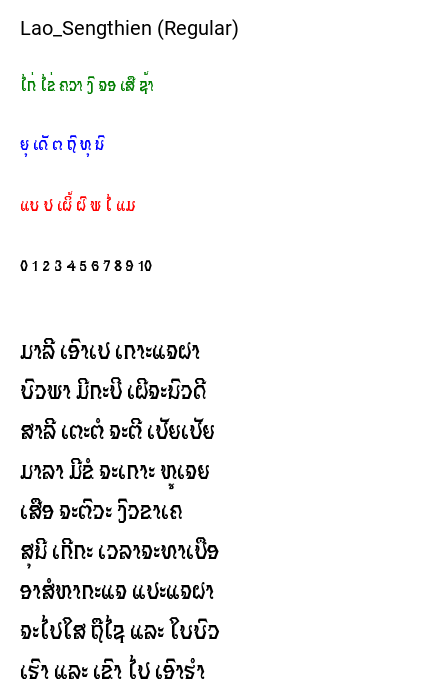 Lao_Sengthien (Regular)
ໄກ່ ໄຂ່ ຄວາ ງົ ຈອ ເສື ຊ້ຳ
ຍຸ ເດັ ຕ ຖົ ຫຸ ນົ
ແບ ປ ເຜິ້ ຝົ ພ ໄ ແມ
0 1 2 3 4 5 6 7 8 9 10
ມາລີ ເອົາເປ ເກາະແຈຝາ
ບົວພາ ມີກະບີ ເຜີຈະນົວດີ
ສາລີ ເຕະຕໍ ຈະຕີ ເປັຍເປັຍ
ມາລາ ມີຂໍ ຈະເກາະ ຫູ້ເຈຍ
ເສືອ ຈະຕົວະ ງົວຂາເຄ
ສຸມີ ເກີກະ ເວລາຈະທາເບືອ
ອາສໍຫາກະແຈ ແປະແຈຝາ
ຈະໄປໃສ ຖືໄຊ ແລະ ໃບບົວ
ເຮົາ ແລະ ເຂົາ ໄປ ເອົາຮໍາ